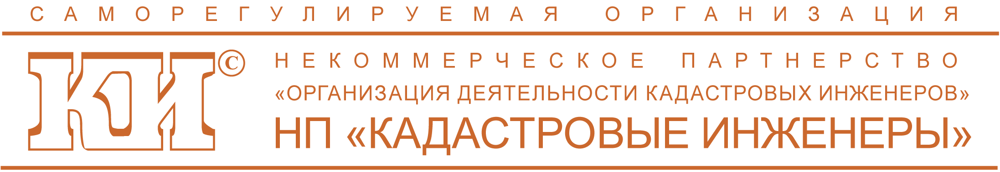 САМОРЕГУЛИРУЕМАЯ ОРГАНИЗАЦИЯ
КИ©
НЕКОММЕРЧЕСКОЕ ПАРТНЕРСТВО
«ОРГАНИЗАЦИЯ ДЕЯТЕЛЬНОСТИ КАДАСТРОВЫХ ИНЖЕНЕРОВ»
НП «КАДАСТРОВЫЕ ИНЖЕНЕРЫ»